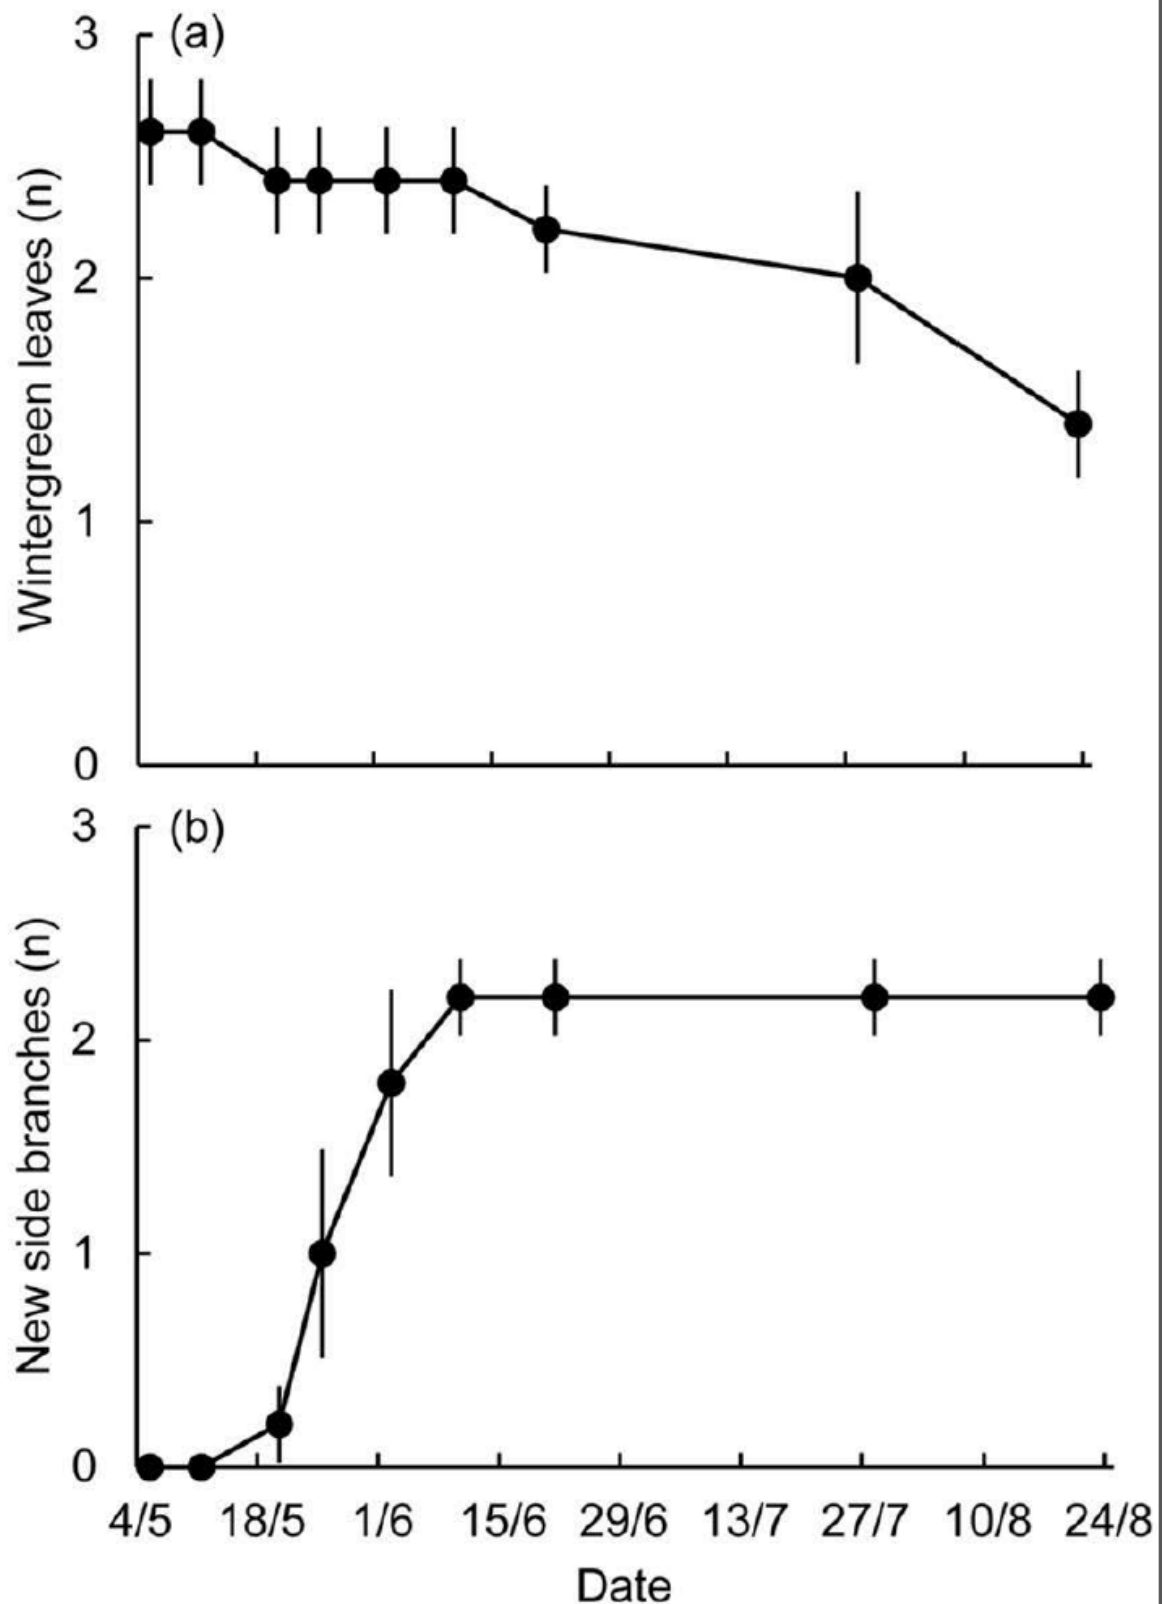 (a)
3
2
1
0
Wintergreen leaves (n)
(b)
3
2
1
0
New side branches (n)
4/5 18/5 1/6 15/6 29/6 13/7 27/7 10/8 24/8
Date